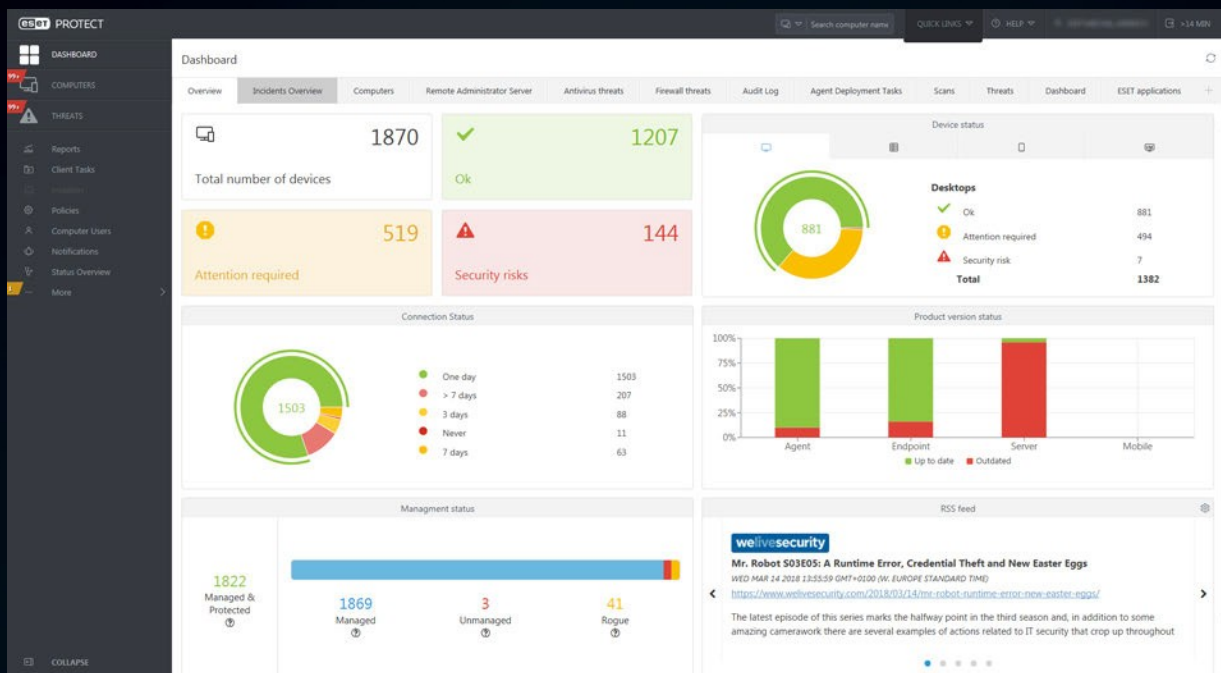 eset PROTECT
Search computer name
QUICK LINKS
HELP
>14 MIN
DASHBOARD
99+
COMPUTERS
99+
THREATS
Reports
Client Tasks
Policies
Computer Users
Notifications
Status Overview
More
COLLAPSE
Dashboard
Overview Incidents Overview Computers Remote Administrator Server Antivirus threats Firewall threats Audit Log Agent Deployment Tasks Scans Threats Dashboard ESET applications
1870
Total number of devices
1207
Ok
519
Attention required
144
Security risks
Device status
881
Desktops
Ok 881
Attention required 494
Security risk 7
Total 1382
Connection Status
1503
One day 1503
> 7 days 207
3 days 88
Never 11
7 days 63
Product version status
100%
75%
50%
25%
0%
Agent Endpoint Server Mobile
Up to date Outdated
Managment status
1822
Managed &
Protected
1869
Managed
3
Unmanaged
41
Rogue
RSS feed
welivesecurity
Mr. Robot S03E05: A Runtime Error, Credential Theft and New Easter Eggs
WED MAR 14 2018 13:55:59 GMT+0100 (W. EUROPE STANDARD TIME)
https://www.welivesecurity.com/2018/03/14/mr-robot-runtime-error-new-easter-eggs/
The latest episode of this series marks the halfway point in the third season and, in addition to some
amazing camerawork there are several examples of actions related to IT security that crop up throughout